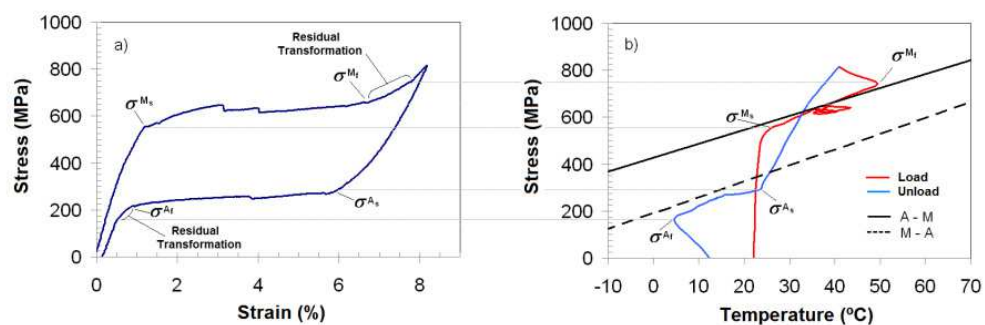 a)
1000
800
600
400
200
0
Stress (MPa)
0
2
4
6
8
Strain (%)
Residual
Transformation
σMf
σMs
σAs
σAf
Residual
Transformation
b)
1000
800
600
400
200
0
Stress (MPa)
-10
0
10
20
30
40
50
60
70
Temperature (ºC)
σMf
σMs
σAs
σAf
Load
Unload
A - M
M - A